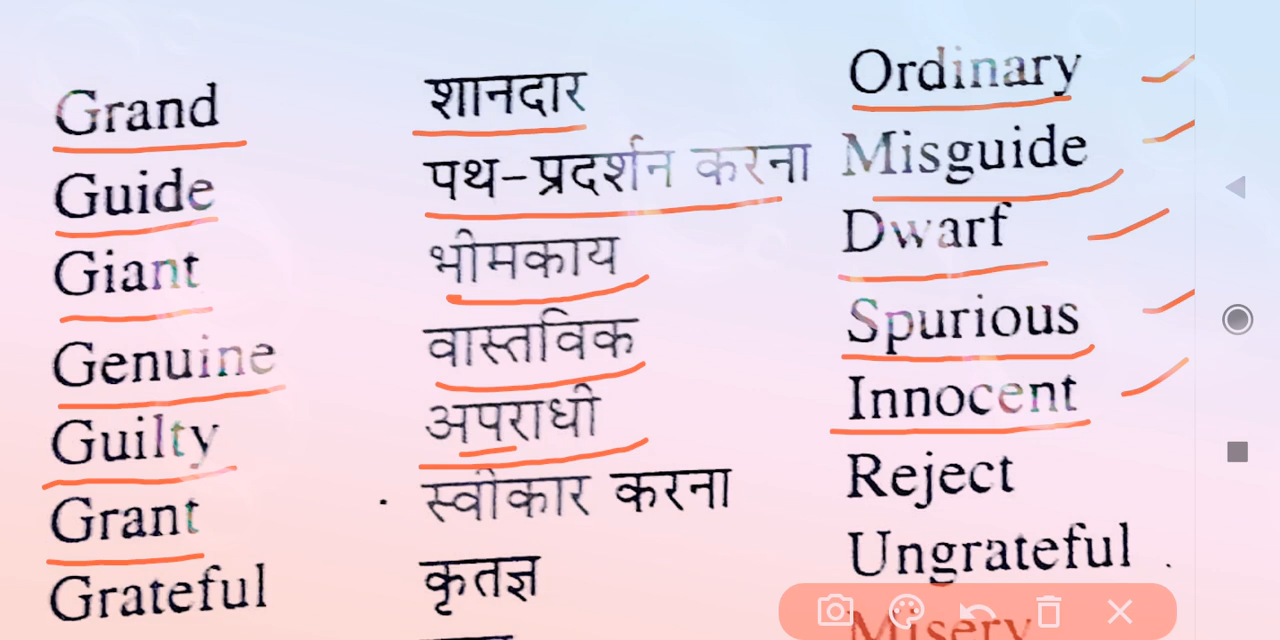 Grand शानदार Ordinary
Guide पथ-प्रदर्शन करना Misguide
Giant भीमकाय Dwarf
Genuine वास्तविक Spurious
Guilty अपराधी Innocent
Grant स्वीकार करना Reject
Grateful कृतज्ञ Ungrateful
Misery